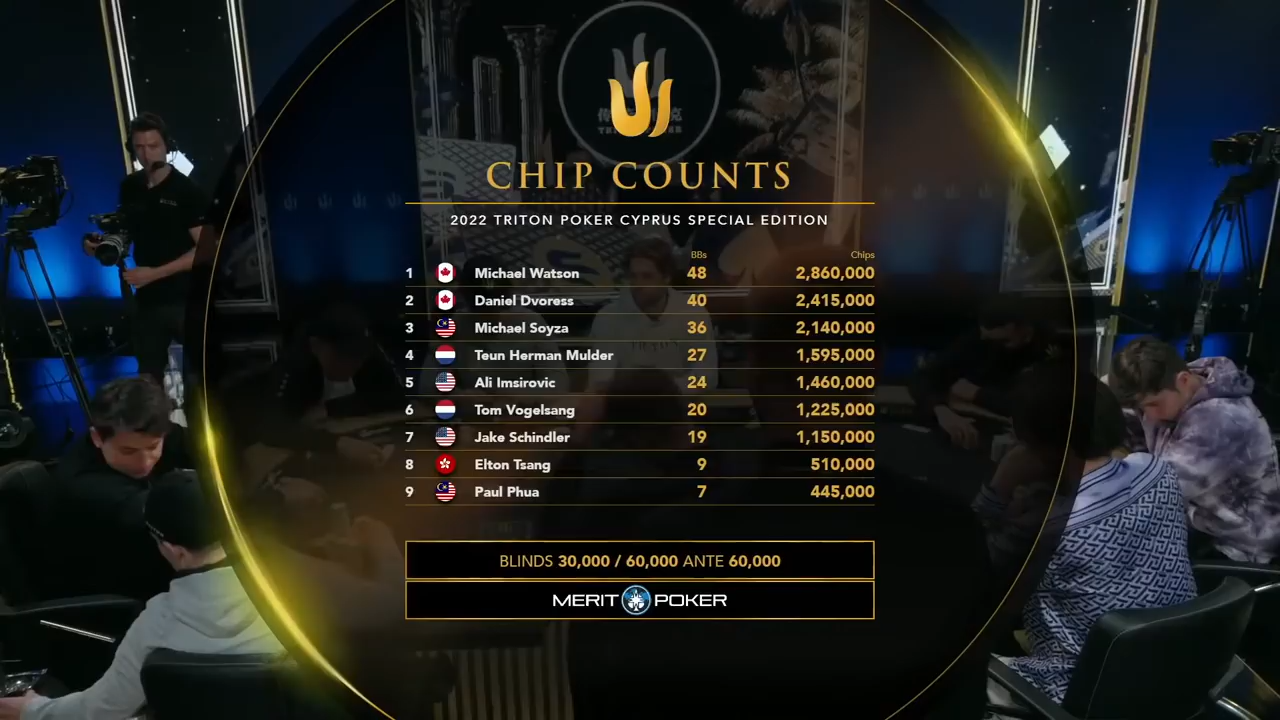 CHIP COUNTS
2022 TRITON POKER CYPRUS SPECIAL EDITION
BBs Chips
1 Michael Watson 48 2,860,000
2 Daniel Dvoress 40 2,415,000
3 Michael Soyza 36 2,140,000
4 Teun Herman Mulder 27 1,595,000
5 Ali Imsirovic 24 1,460,000
6 Tom Vogelsang 20 1,225,000
7 Jake Schindler 19 1,150,000
8 Elton Tsang 9 510,000
9 Paul Phua 7 445,000
BLINDS 30,000 / 60,000 ANTE 60,000
MERIT POKER